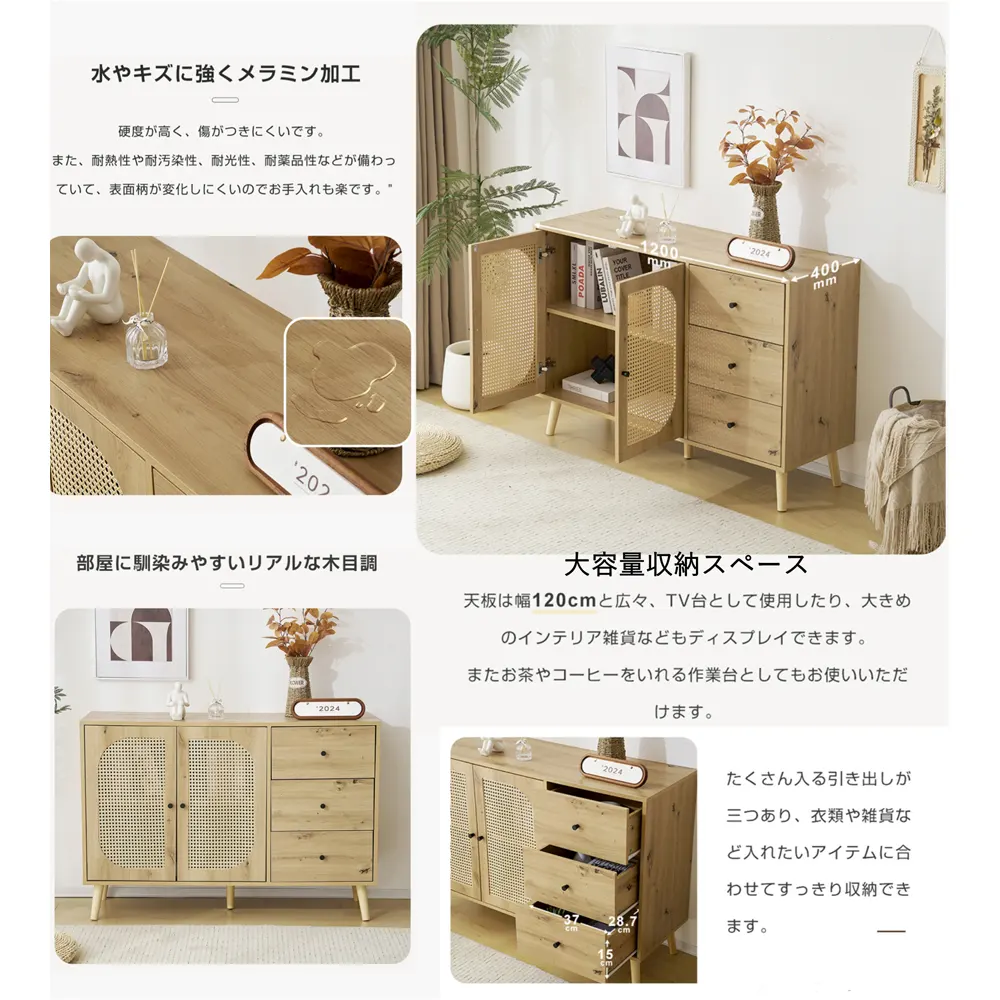 水やキズに強くメラミン加工
硬度が高く、傷がつきにくいです。
また、耐熱性や耐汚染性、耐光性、耐薬品性などが備わっ
ていて、表面柄が変化しにくいのでお手入れも楽です。"
1200
mm
400
mm
'2024
POADA
LUBALIN
YOUR
COVER
TITLE
'202
部屋に馴染みやすいリアルな木目調
'2024
大容量収納スペース
天板は幅120cmと広々、TV台として使用したり、大きめ
のインテリア雑貨などもディスプレイできます。
またお茶やコーヒーをいれる作業台としてもお使いいただ
けます。
'2024
37
cm
28.7
cm
15
cm
たくさん入る引き出しが
三つあり、衣類や雑貨な
ど入れたいアイテムに合
わせてすっきり収納でき
ます。